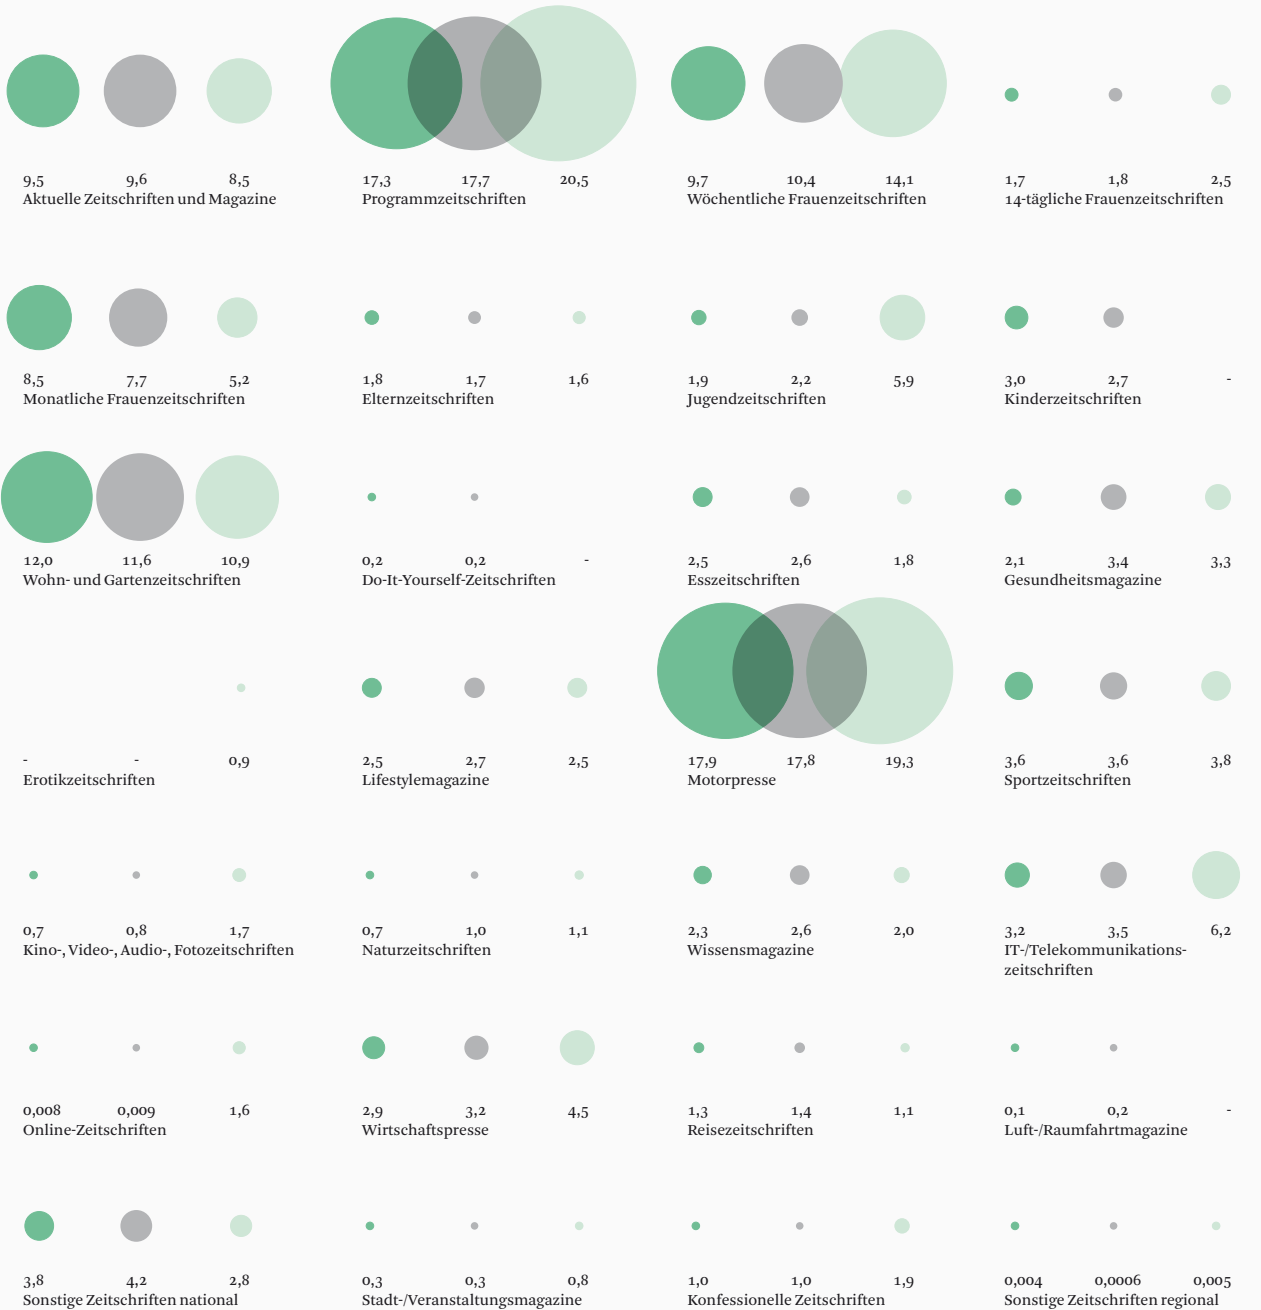 9,5 9,6 8,5
Aktuelle Zeitschriften und Magazine
17,3 17,7 20,5
Programmzeitschriften
9,7 10,4 14,1
Wöchentliche Frauenzeitschriften
1,7 1,8 2,5
14-tägliche Frauenzeitschriften
8,5 7,7 5,2
Monatliche Frauenzeitschriften
1,8 1,7 1,6
Elternzeitschriften
1,9 2,2 5,9
Jugendzeitschriften
3,0 2,7 -
Kinderzeitschriften
12,0 11,6 10,9
Wohn- und Gartenzeitschriften
0,2 0,2 -
Do-It-Yourself-Zeitschriften
2,5 2,6 1,8
Esszeitschriften
2,1 3,4 3,3
Gesundheitsmagazine
- - 0,9
Erotikzeitschriften
2,5 2,7 2,5
Lifestylemagazine
17,9 17,8 19,3
Motorpresse
3,6 3,6 3,8
Sportzeitschriften
0,7 0,8 1,7
Kino-, Video-, Audio-, Fotozeitschriften
0,7 1,0 1,1
Naturzeitschriften
2,3 2,6 2,0
Wissensmagazine
3,2 3,5 6,2
IT-/Telekommunikations-
zeitschriften
0,008 0,009 1,6
Online-Zeitschriften
2,9 3,2 4,5
Wirtschaftspresse
1,3 1,4 1,1
Reisezeitschriften
0,1 0,2 -
Luft-/Raumfahrtmagazine
3,8 4,2 2,8
Sonstige Zeitschriften national
0,3 0,3 0,8
Stadt-/Veranstaltungsmagazine
1,0 1,0 1,9
Konfessionelle Zeitschriften
0,004 0,0006 0,005
Sonstige Zeitschriften regional